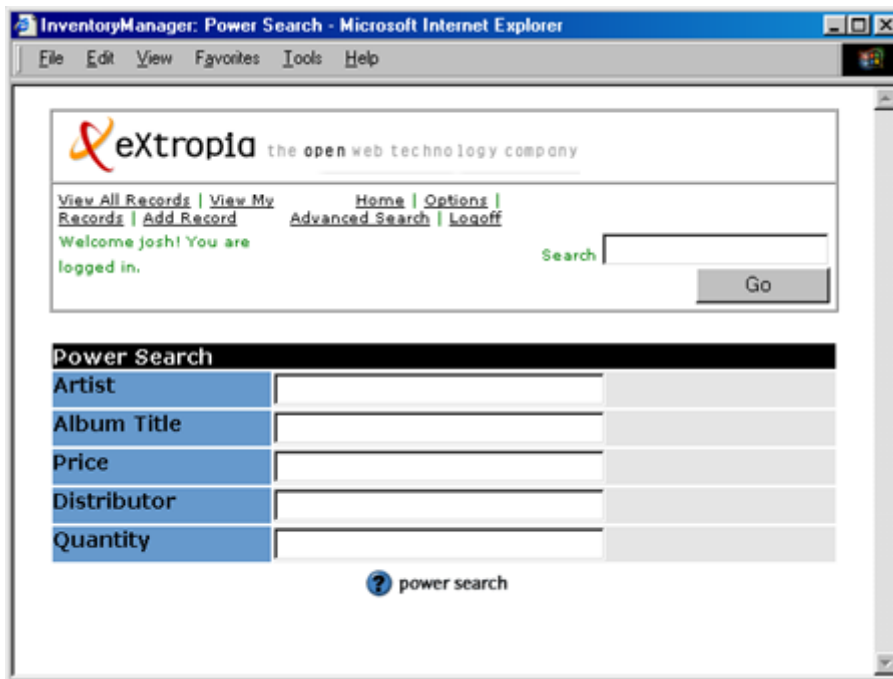 InventoryManager: Power Search - Microsoft Internet Explorer
File Edit View Favorites Tools Help
eXtropia the open web technology company
View All Records | View My Home | Options |
Records | Add Record Advanced Search | Logoff
Welcome josh! You are
logged in.
Search
Go
Power Search
Artist
Album Title
Price
Distributor
Quantity
? power search